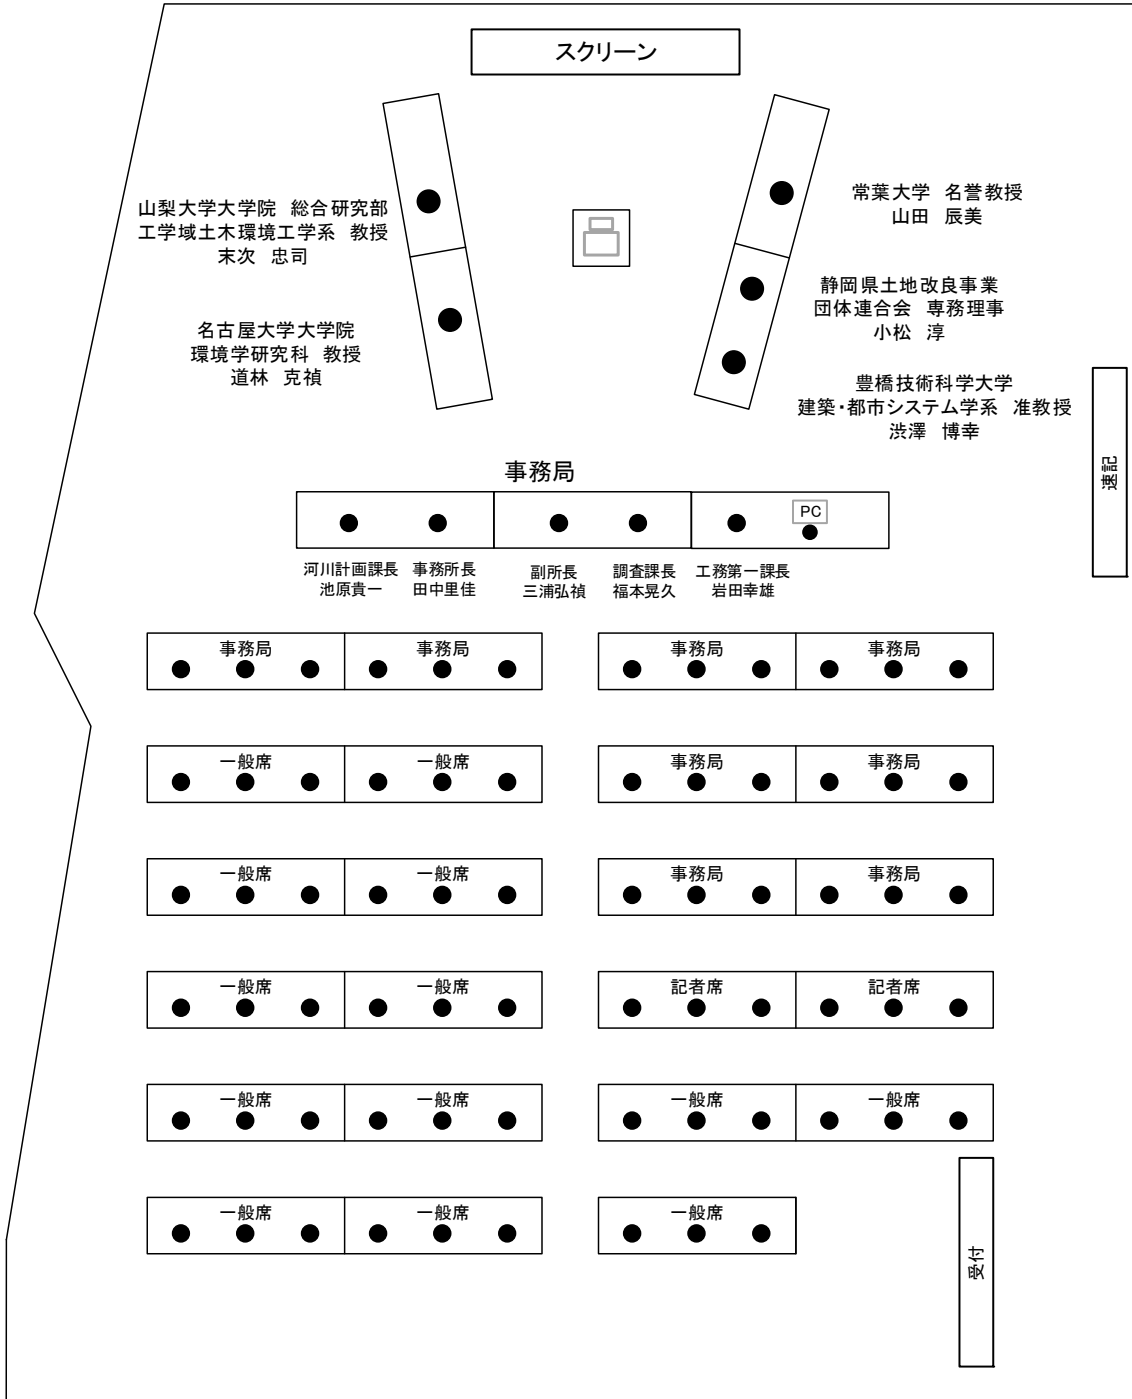 スクリーン
山梨大学大学院 総合研究部
工学域土木環境工学系 教授
末次 忠司
名古屋大学大学院
環境学研究科 教授
道林 克禎
常葉大学 名誉教授
山田 辰美
静岡県土地改良事業
団体連合会 専務理事
小松 淳
豊橋技術科学大学
建築・都市システム学系 准教授
渋澤 博幸
速記
事務局
PC
河川計画課長
池原貴一
事務所長
田中里佳
副所長
三浦弘禎
調査課長
福本晃久
工務第一課長
岩田幸雄
事務局 事務局 事務局 事務局
一般席 一般席 事務局 事務局
一般席 一般席 事務局 事務局
一般席 一般席 記者席 記者席
一般席 一般席 一般席 一般席
一般席 一般席 一般席
受付